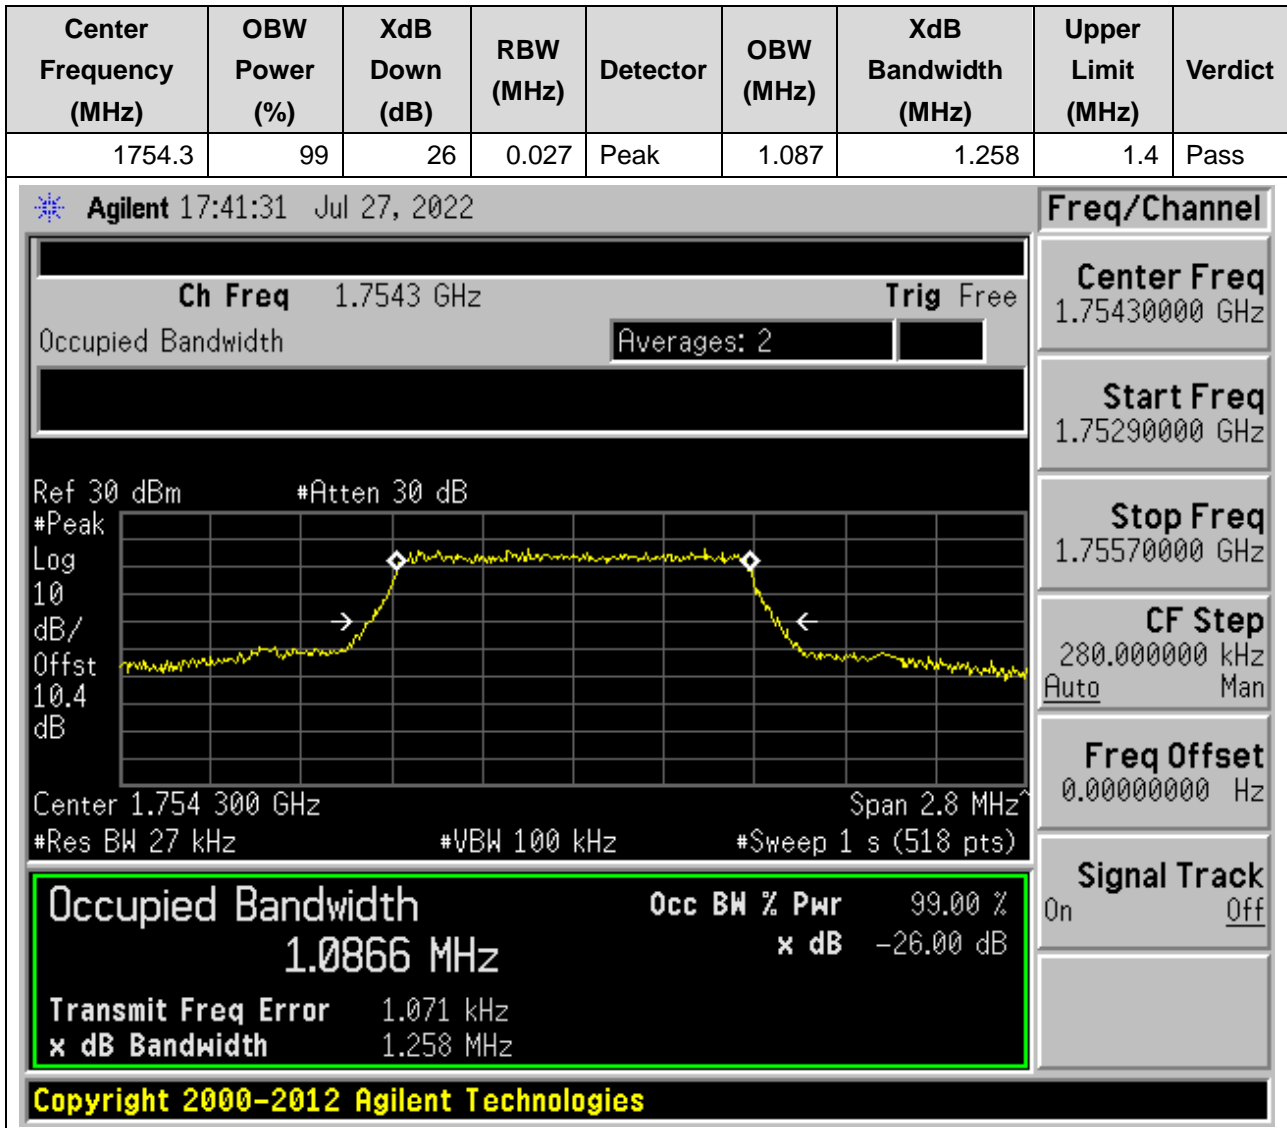 Center Frequency (MHz) OBW Power (%) XdB Down (dB) RBW (MHz) Detector OBW (MHz) XdB Bandwidth (MHz) Upper Limit (MHz) Verdict
1754.3 99 26 0.027 Peak 1.087 1.258 1.4 Pass
Agilent 17:41:31 Jul 27, 2022
Freq/Channel
Ch Freq 1.7543 GHz Trig Free
Occupied Bandwidth Averages: 2
Center Freq
1.75430000 GHz
Start Freq
1.75290000 GHz
Stop Freq
1.75570000 GHz
CF Step
280.000000 kHz
Auto Man
Freq Offset
0.00000000 Hz
Signal Track
On Off
Ref 30 dBm #Atten 30 dB
#Peak
Log
10
dB/
Offst
10.4
dB
Center 1.754 300 GHz Span 2.8 MHz^
#Res BW 27 kHz #VBW 100 kHz #Sweep 1 s (518 pts)
Occupied Bandwidth Occ BW % Pwr 99.00 %
1.0866 MHz x dB -26.00 dB
Transmit Freq Error 1.071 kHz
x dB Bandwidth 1.258 MHz
Copyright 2000-2012 Agilent Technologies